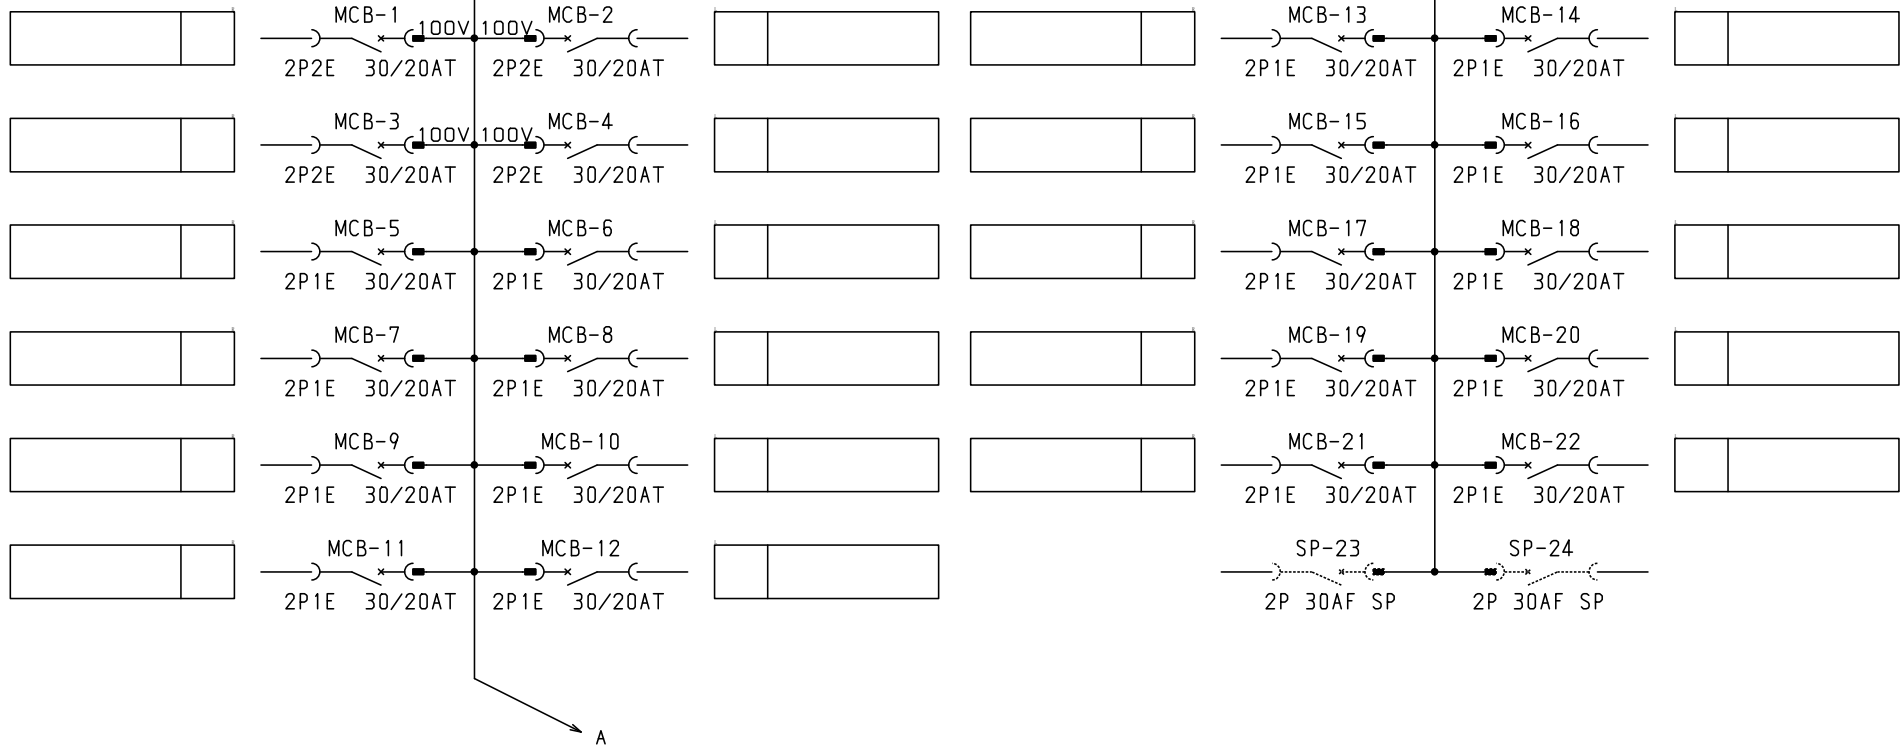 MCB-1 MCB-2 MCB-13 MCB-14
100V 100V
2P2E 30/20AT 2P2E 30/20AT 2P1E 30/20AT 2P1E 30/20AT
MCB-3 MCB-4 MCB-15 MCB-16
100V 100V
2P2E 30/20AT 2P2E 30/20AT 2P1E 30/20AT 2P1E 30/20AT
MCB-5 MCB-6 MCB-17 MCB-18
2P1E 30/20AT 2P1E 30/20AT 2P1E 30/20AT 2P1E 30/20AT
MCB-7 MCB-8 MCB-19 MCB-20
2P1E 30/20AT 2P1E 30/20AT 2P1E 30/20AT 2P1E 30/20AT
MCB-9 MCB-10 MCB-21 MCB-22
2P1E 30/20AT 2P1E 30/20AT 2P1E 30/20AT 2P1E 30/20AT
MCB-11 MCB-12 SP-23 SP-24
2P1E 30/20AT 2P1E 30/20AT 2P 30AF SP 2P 30AF SP
A